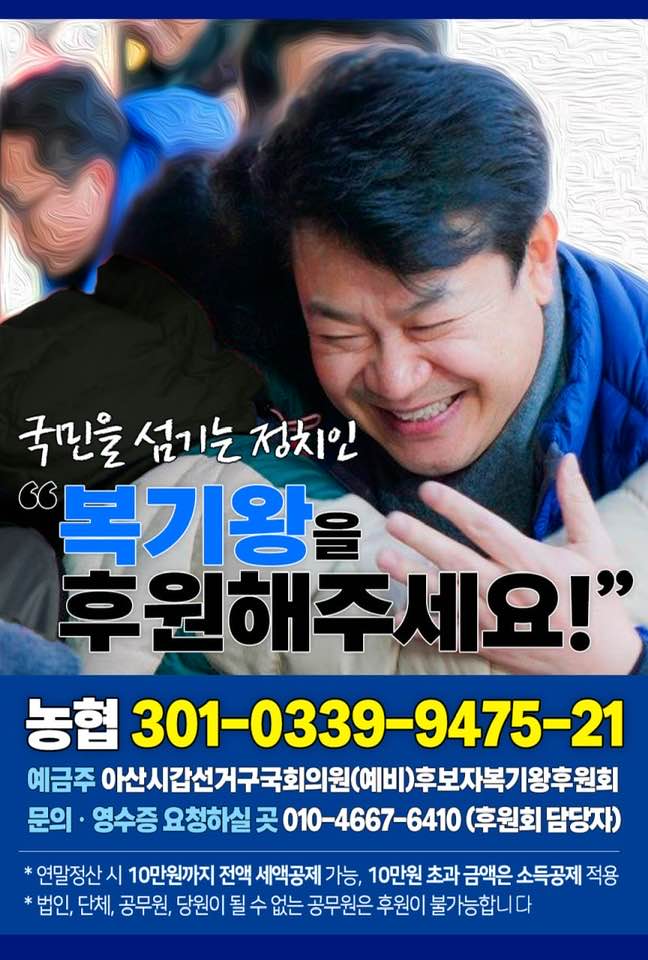 국민을 섬기는 정치인
“복기왕을
후원해주세요!”
농협 301-0339-9475-21
예금주 아산시갑선거구국회의원(예비)후보자복기왕후원회
문의 · 영수증 요청하실 곳 010-4667-6410 (후원회 담당자)
* 연말정산 시 10만원까지 전액 세액공제 가능, 10만원 초과 금액은 소득공제 적용
* 법인, 단체, 공무원, 당원이 될 수 없는 공무원은 후원이 불가능합니다